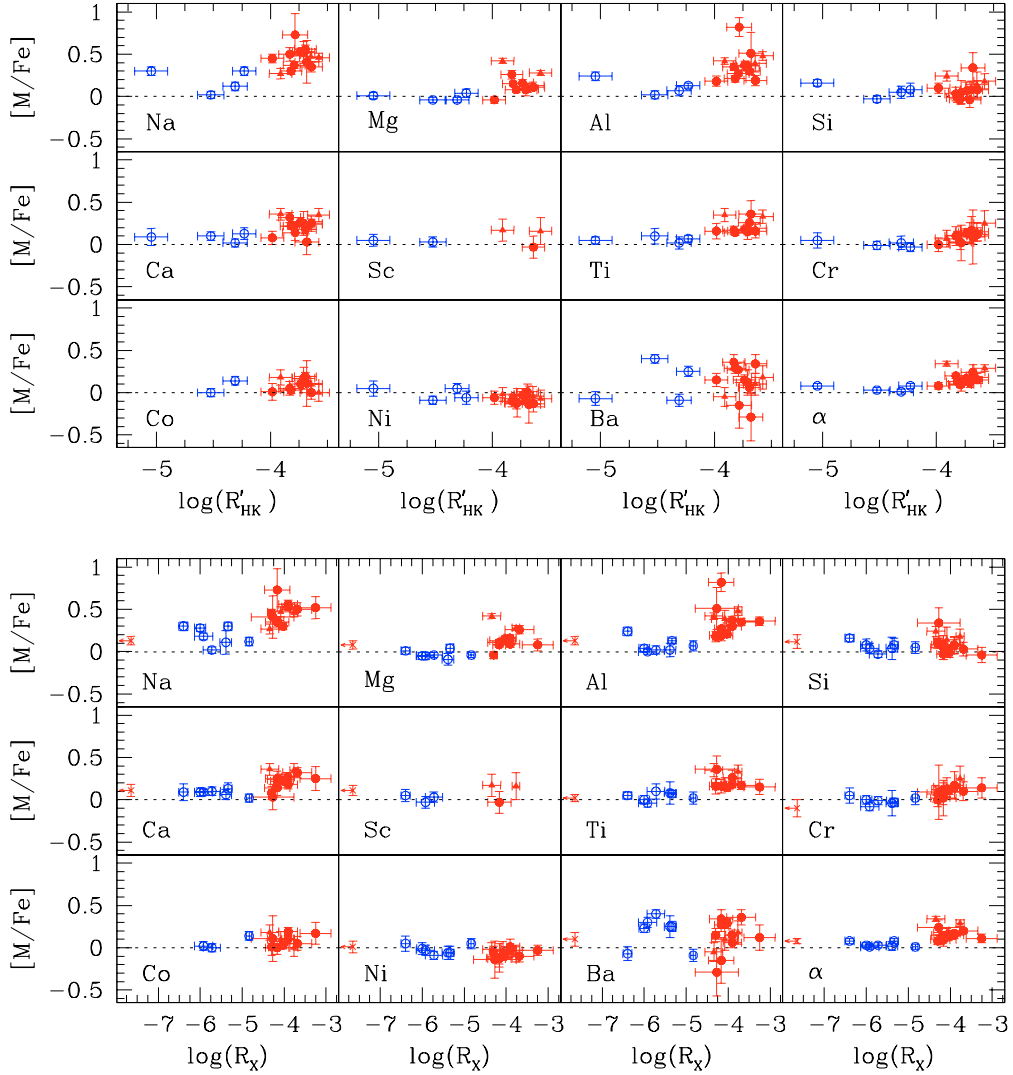 [M/Fe] 1 0.5 0 −0.5 Na Mg Al Si
[M/Fe] 1 0.5 0 −0.5 Ca Sc Ti Cr
[M/Fe] 1 0.5 0 −0.5 Co Ni Ba α
−5 −4 −5 −4 −5 −4 −5 −4
log(R′HK) log(R′HK) log(R′HK) log(R′HK)
[M/Fe] 1 0.5 0 −0.5 Na Mg Al Si
[M/Fe] 1 0.5 0 −0.5 Ca Sc Ti Cr
[M/Fe] 1 0.5 0 −0.5 Co Ni Ba α
−7 −6 −5 −4 −7 −6 −5 −4 −7 −6 −5 −4 −7 −6 −5 −4 −3
log(RX) log(RX) log(RX) log(RX)